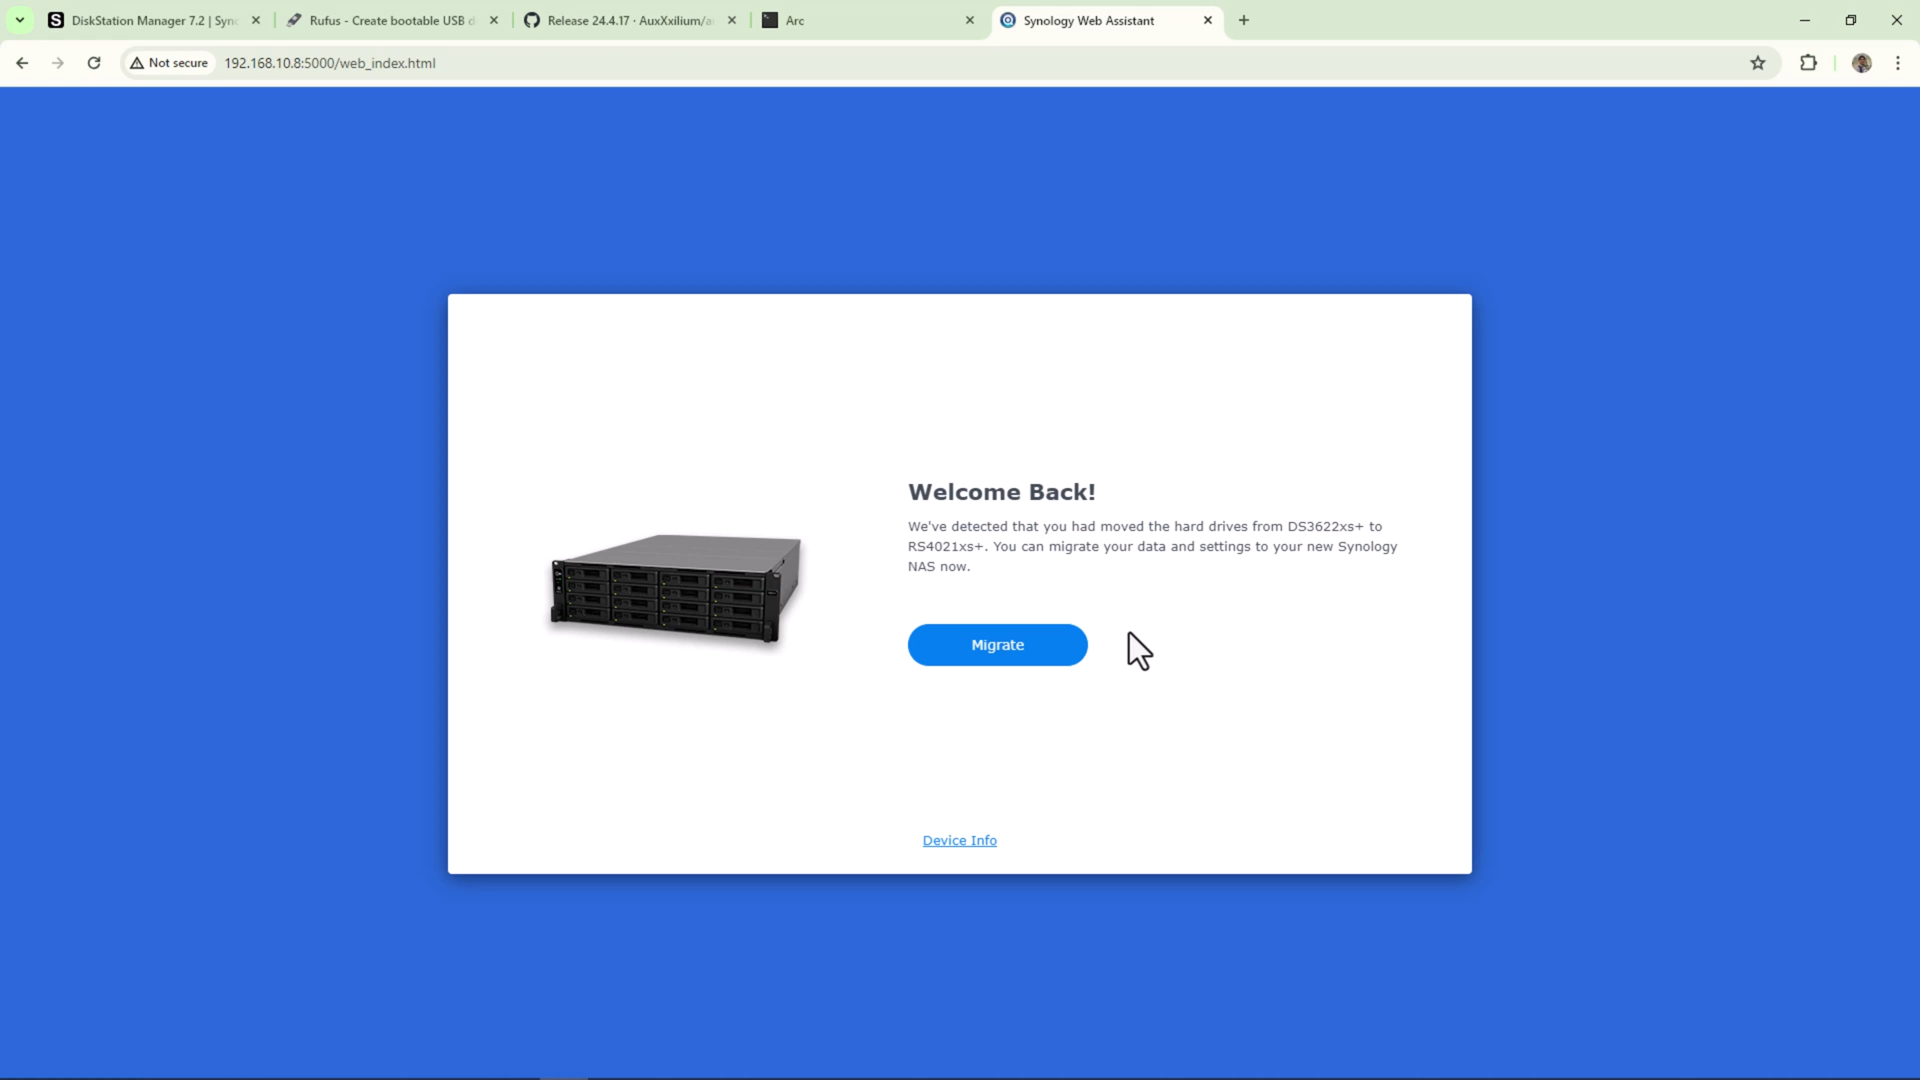 DiskStation Manager 7.2 | Syno
Rufus - Create bootable USB d
Release 24.4.17 · AuxXxilium/a
Arc
Synology Web Assistant
Not secure
192.168.10.8:5000/web_index.html
Welcome Back!
We've detected that you had moved the hard drives from DS3622xs+ to
RS4021xs+. You can migrate your data and settings to your new Synology
NAS now.
Migrate
Device Info